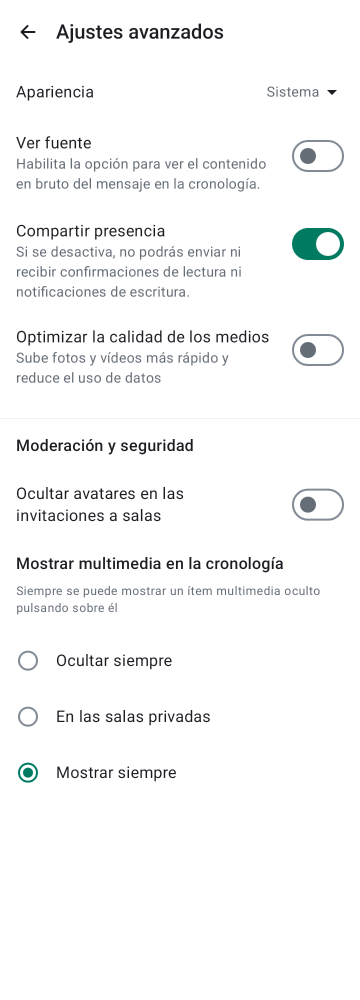 Ajustes avanzados
Apariencia
Sistema
Ver fuente
Habilita la opción para ver el contenido
en bruto del mensaje en la cronología.
Compartir presencia
Si se desactiva, no podrás enviar ni
recibir confirmaciones de lectura ni
notificaciones de escritura.
Optimizar la calidad de los medios
Sube fotos y vídeos más rápido y
reduce el uso de datos
Moderación y seguridad
Ocultar avatares en las
invitaciones a salas
Mostrar multimedia en la cronología
Siempre se puede mostrar un ítem multimedia oculto
pulsando sobre él
Ocultar siempre
En las salas privadas
Mostrar siempre